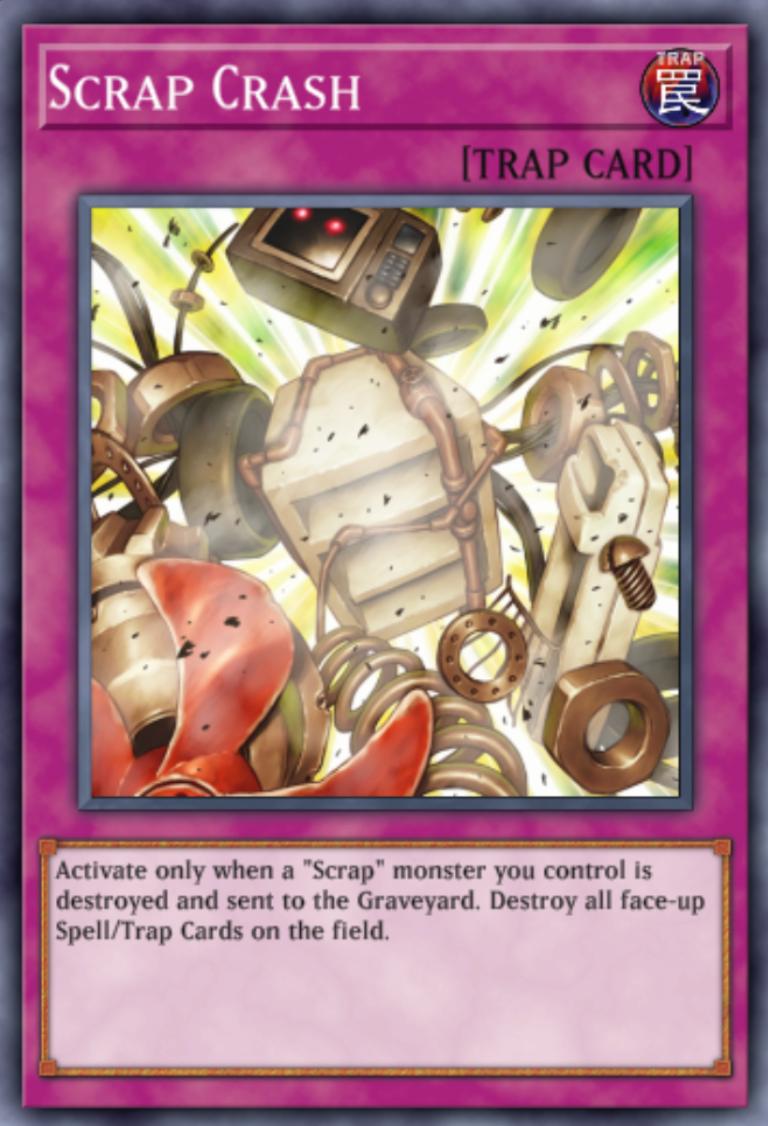 Scrap Crash
TRAP
罠
[TRAP CARD]
Activate only when a "Scrap" monster you control is
destroyed and sent to the Graveyard. Destroy all face-up
Spell/Trap Cards on the field.